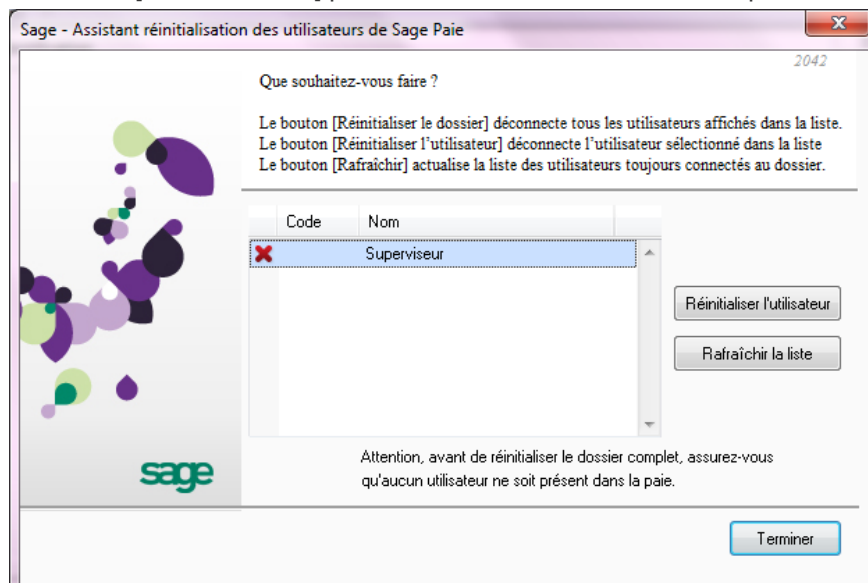 Sage - Assistant réinitialisation des utilisateurs de Sage Paie
2042
Que souhaitez-vous faire ?
Le bouton [Réinitialiser le dossier] déconnecte tous les utilisateurs affichés dans la liste.
Le bouton [Réinitialiser l'utilisateur] déconnecte l'utilisateur sélectionné dans la liste
Le bouton [Rafraîchir] actualise la liste des utilisateurs toujours connectés au dossier.
Code Nom
Superviseur
Réinitialiser l'utilisateur
Rafraîchir la liste
Attention, avant de réinitialiser le dossier complet, assurez-vous
qu'aucun utilisateur ne soit présent dans la paie.
sage
Terminer